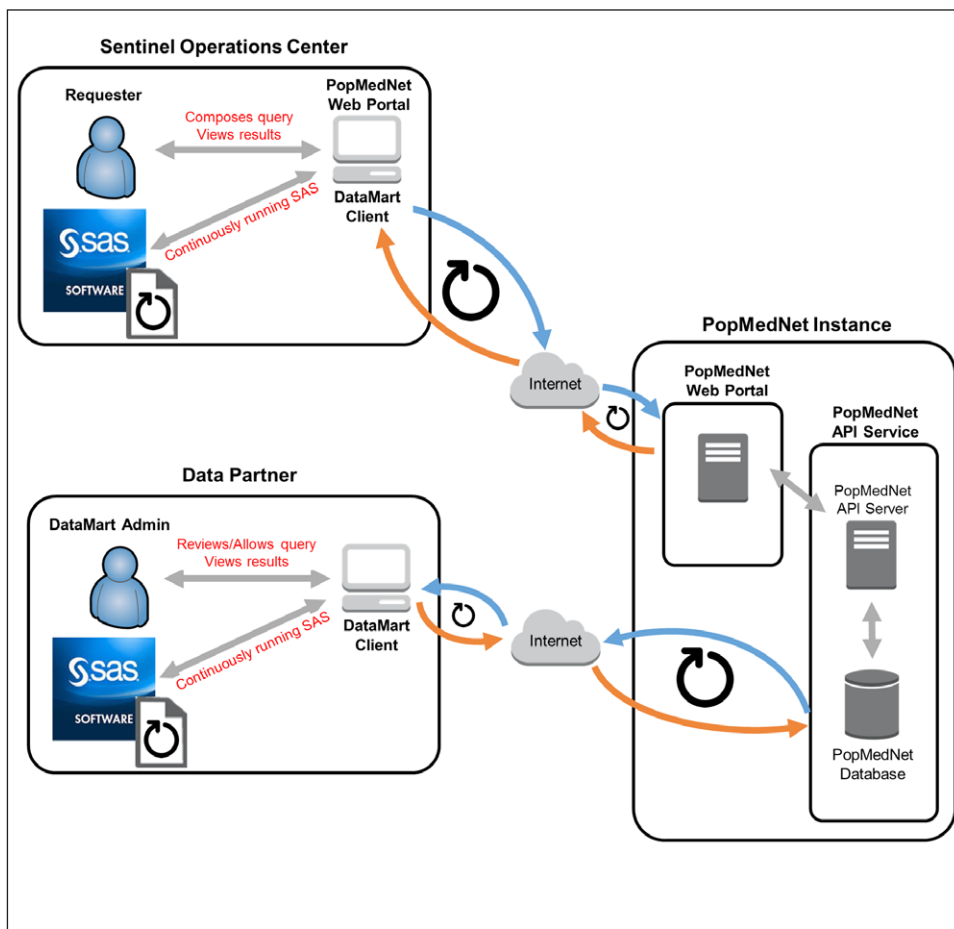 Sentinel Operations Center
Requester
PopMedNet
Web Portal
Composes query
Views results
DataMart
Client
Continuously running SAS
sas
SOFTWARE
Internet
PopMedNet Instance
PopMedNet
Web Portal
PopMedNet
API Service
PopMedNet
API Server
PopMedNet
Database
Data Partner
DataMart Admin
Reviews/Allows query
Views results
DataMart
Client
Continuously running SAS
sas
SOFTWARE
Internet